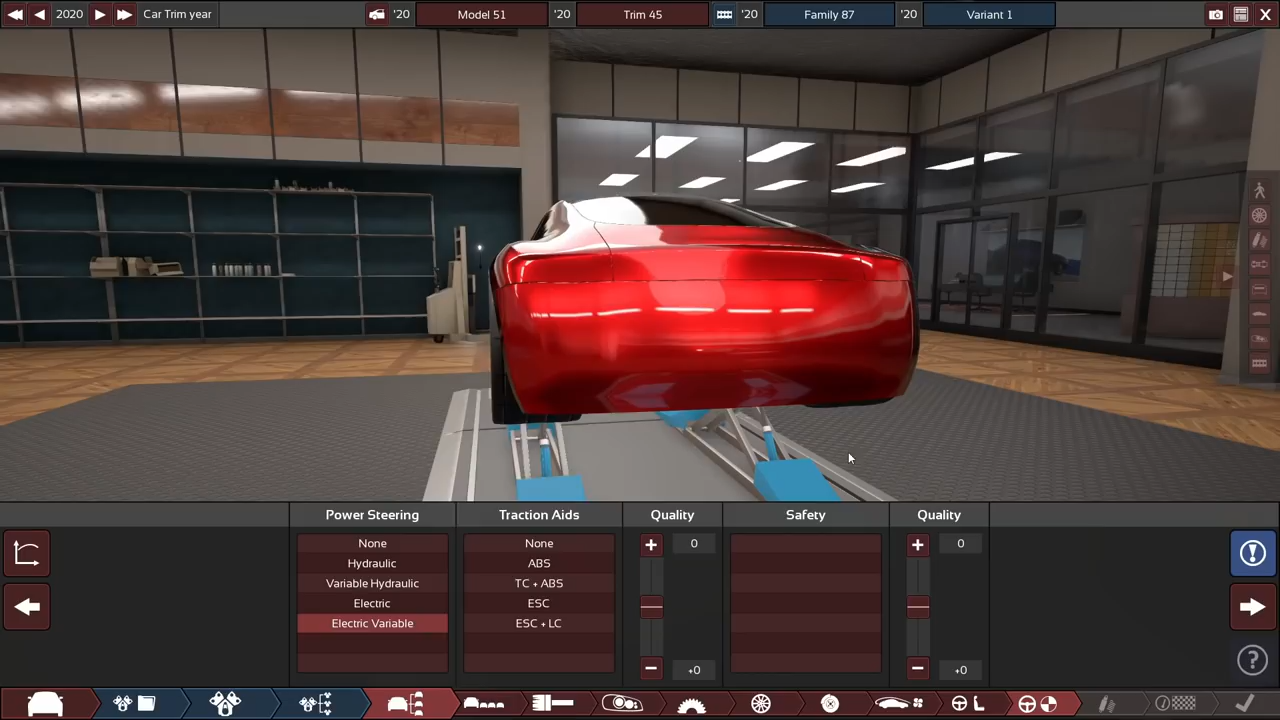 2020 Car Trim year '20 Model 51 '20 Trim 45 '20 Family 87 '20 Variant 1
Power Steering Traction Aids Quality Safety Quality
None None + 0 + 0
Hydraulic ABS
Variable Hydraulic TC + ABS
Electric ESC
Electric Variable ESC + LC
+0 +0